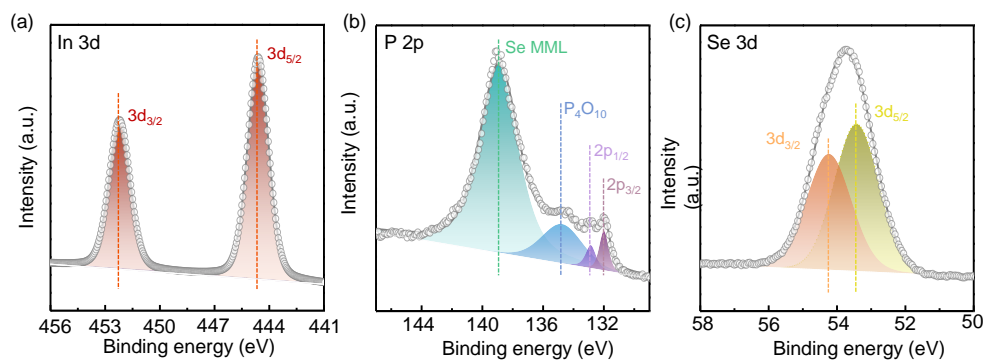 (a)
In 3d
3d3/2
3d5/2
Intensity (a.u.)
456 453 450 447 444 441
Binding energy (eV)
(b)
P 2p
Se MML
P4O10
2p1/2
2p3/2
Intensity (a.u.)
144 140 136 132
Binding energy (eV)
(c)
Se 3d
3d3/2
3d5/2
Intensity
(a.u.)
58 56 54 52 50
Binding energy (eV)